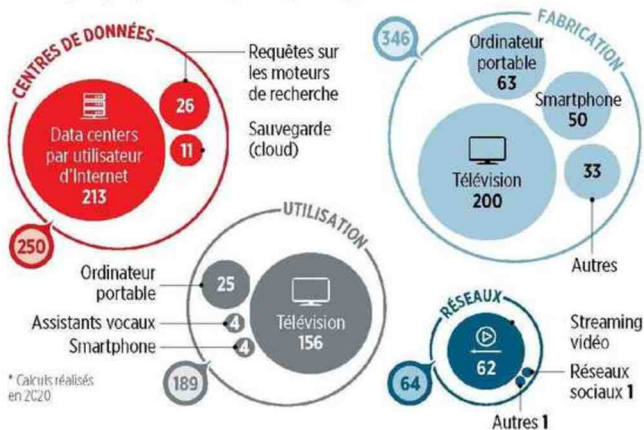 CENTRES DE DONNÉES
Requêtes sur
les moteurs
de recherche
26
Sauvegarde
(cloud)
11
Data centers
par utilisateur
d'Internet
213
250
FABRICATION
346
Ordinateur
portable
63
Smartphone
50
Télévision
200
33
Autres
UTILISATION
Ordinateur
portable
25
Assistants vocaux
4
Smartphone
4
Télévision
156
189
RÉSEAUX
Streaming
vidéo
62
Réseaux
sociaux 1
Autres 1
64
* Calculs réalisés
en 2020